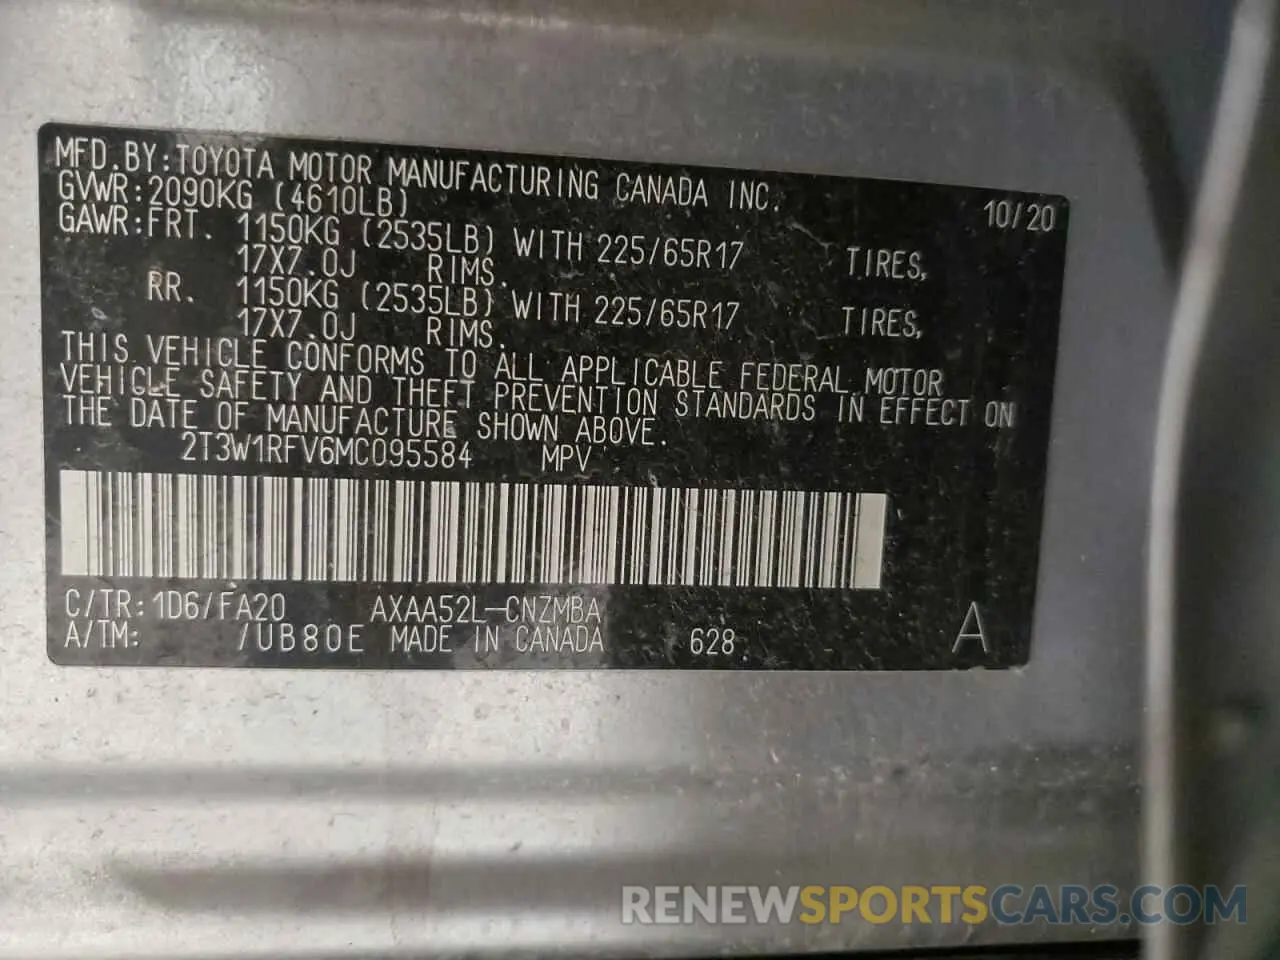 MFD.BY:TOYOTA MOTOR MANUFACTURING CANADA INC. 10/20
GVWR:2090KG (4610LB)
GAWR:FRT. 1150KG (2535LB) WITH 225/65R17 TIRES,
17X7.0J RIMS.
RR. 1150KG (2535LB) WITH 225/65R17 TIRES,
17X7.0J RIMS.
THIS VEHICLE CONFORMS TO ALL APPLICABLE FEDERAL MOTOR
VEHICLE SAFETY AND THEFT PREVENTION STANDARDS IN EFFECT ON
THE DATE OF MANUFACTURE SHOWN ABOVE.
2T3W1RFV6MC095584 MPV
C/TR:1D6/FA20 AXAA52L-CNZMBA
A/TM: /UB80E MADE IN CANADA 628 A
RENEWSPORTSCARS.COM